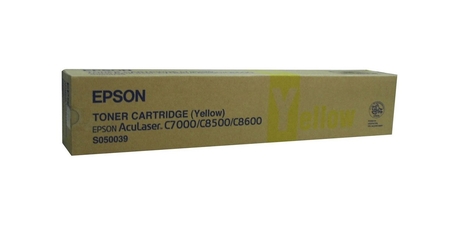 EPSON
TONER CARTRIDGE (Yellow)
EPSON AcuLaser C7000/C8500/C8600
S050039
Yellow